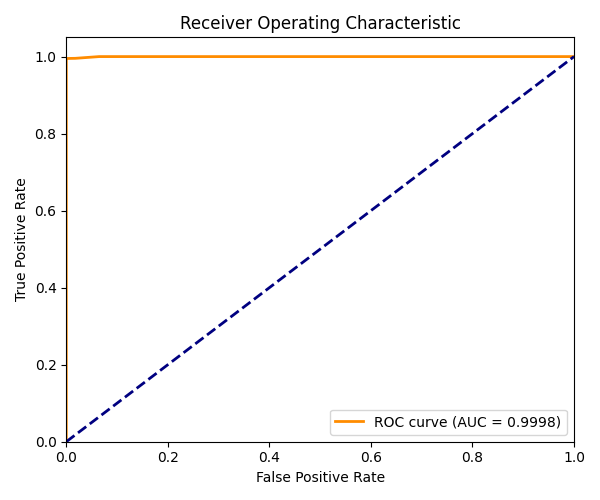 Receiver Operating Characteristic
1.0
0.8
0.6
0.4
0.2
0.0
True Positive Rate
ROC curve (AUC = 0.9998)
0.0 0.2 0.4 0.6 0.8 1.0
False Positive Rate